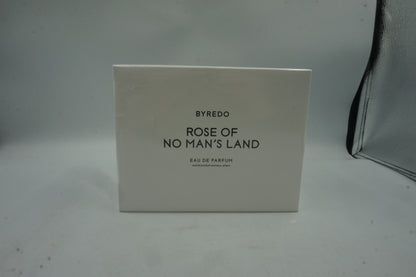 BYREDO
ROSE OF
NO MAN'S LAND
EAU DE PARFUM